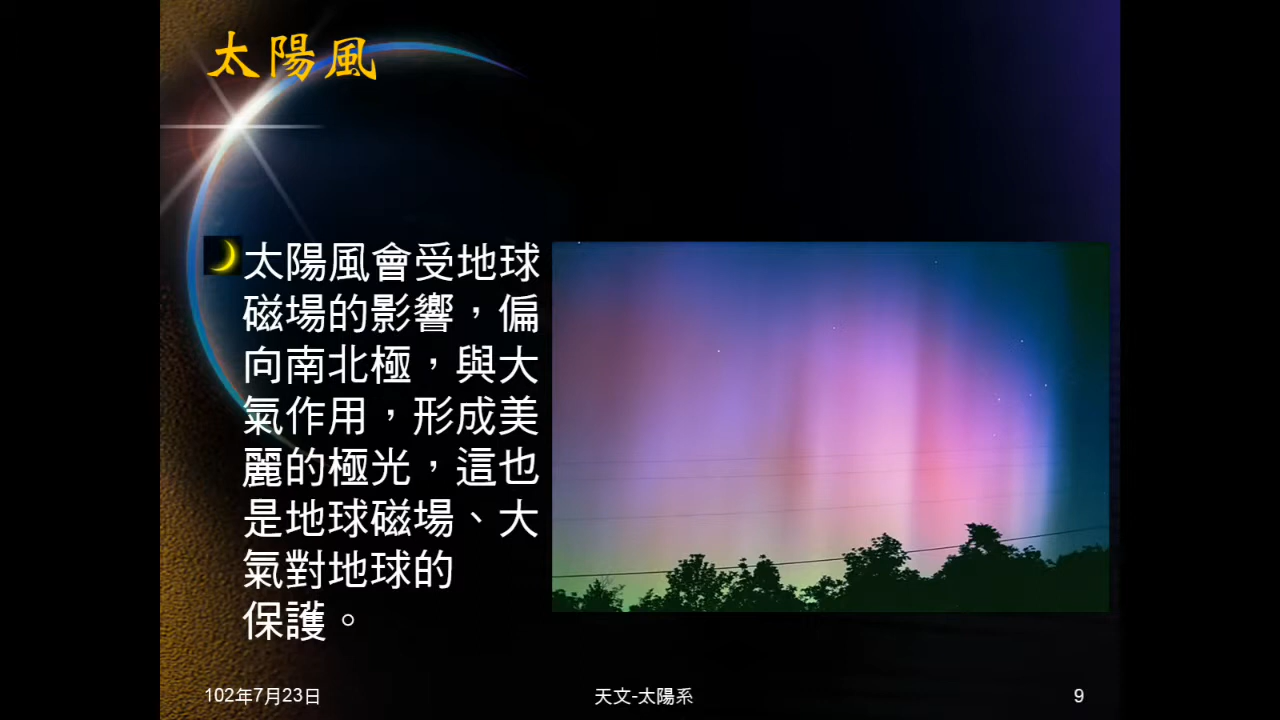 太陽風
太陽風會受地球
磁場的影響，偏
向南北極，與大
氣作用，形成美
麗的極光，這也
是地球磁場、大
氣對地球的
保護。
102年7月23日
天文-太陽系
9